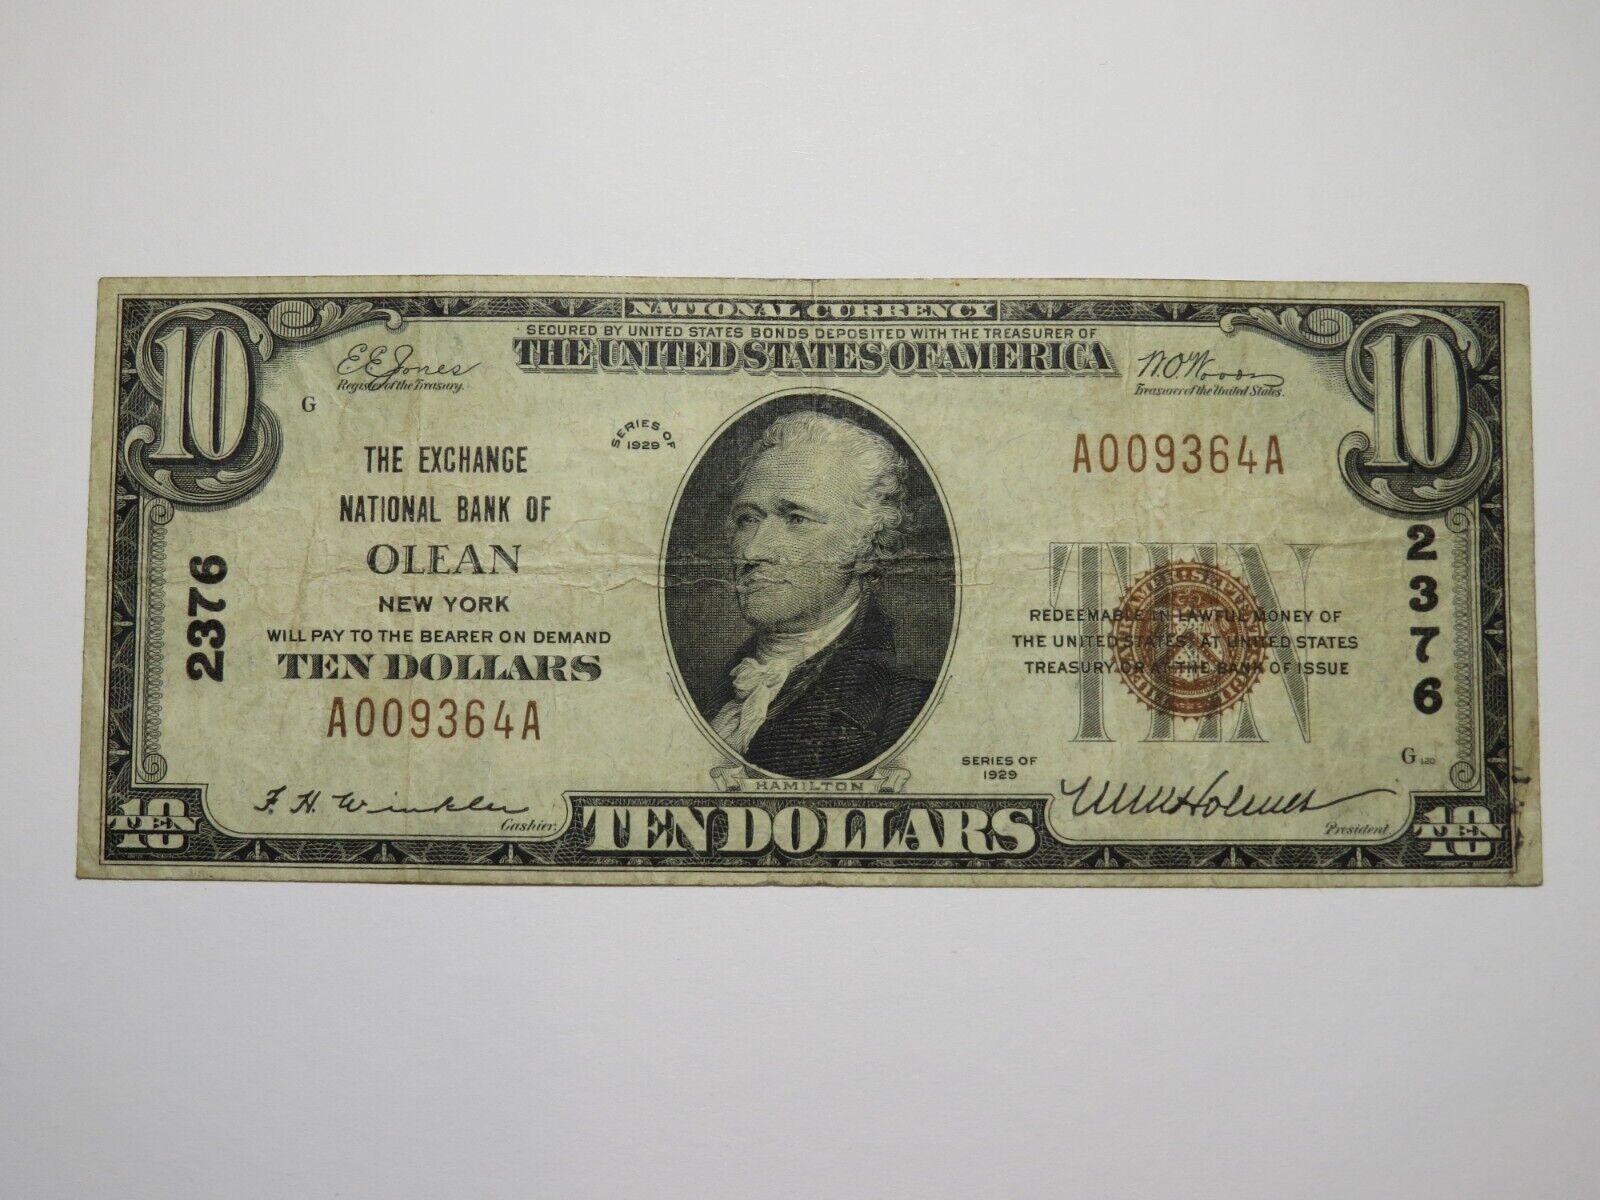 NATIONAL CURRENCY
SECURED BY UNITED STATES BONDS DEPOSITED WITH THE TREASURER OF
THE UNITED STATES OF AMERICA
10
10
E.E. Jones
Register of the Treasury.
W.O. Woods
Treasurer of the United States.
G
SERIES OF
1929
THE EXCHANGE
NATIONAL BANK OF
OLEAN
NEW YORK
WILL PAY TO THE BEARER ON DEMAND
TEN DOLLARS
A009364A
2376
A009364A
2376
TEN
REDEEMABLE IN LAWFUL MONEY OF
THE UNITED STATES AT UNITED STATES
TREASURY OR AT THE BANK OF ISSUE
SERIES OF
1929
G120
HAMILTON
F. H. Winkler
Cashier.
TEN DOLLARS
Holmes
President.
10
TEN
10
TEN